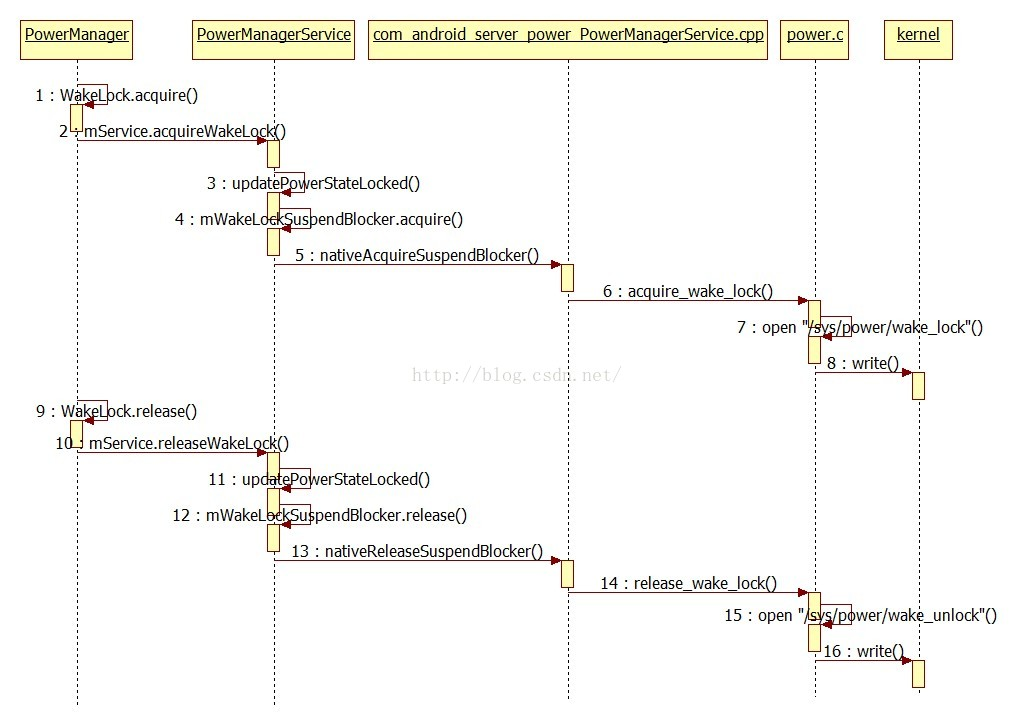 PowerManager
PowerManagerService
com_android_server_power_PowerManagerService.cpp
power.c
kernel
1 : WakeLock.acquire()
2 : mService.acquireWakeLock()
3 : updatePowerStateLocked()
4 : mWakeLockSuspendBlocker.acquire()
5 : nativeAcquireSuspendBlocker()
6 : acquire_wake_lock()
7 : open "/sys/power/wake_lock"()
8 : write()
http://blog.csdn.net/
9 : WakeLock.release()
10 : mService.releaseWakeLock()
11 : updatePowerStateLocked()
12 : mWakeLockSuspendBlocker.release()
13 : nativeReleaseSuspendBlocker()
14 : release_wake_lock()
15 : open "/sys/power/wake_unlock"()
16 : write()